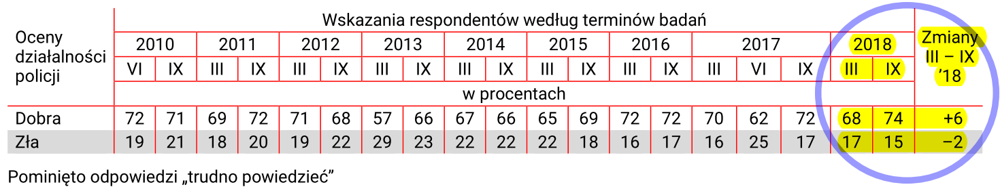 Oceny działalności policji Wskazania respondentów według terminów badań Zmiany III – IX ’18
2010 2011 2012 2013 2014 2015 2016 2017 2018
VI IX III IX III IX III IX III IX III IX III IX III VI IX III IX
w procentach
Dobra 72 71 69 72 71 68 57 66 67 66 65 69 72 72 70 62 72 68 74 +6
Zła 19 21 18 20 19 22 29 23 22 22 22 18 16 17 16 25 17 17 15 –2
Pominięto odpowiedzi „trudno powiedzieć”